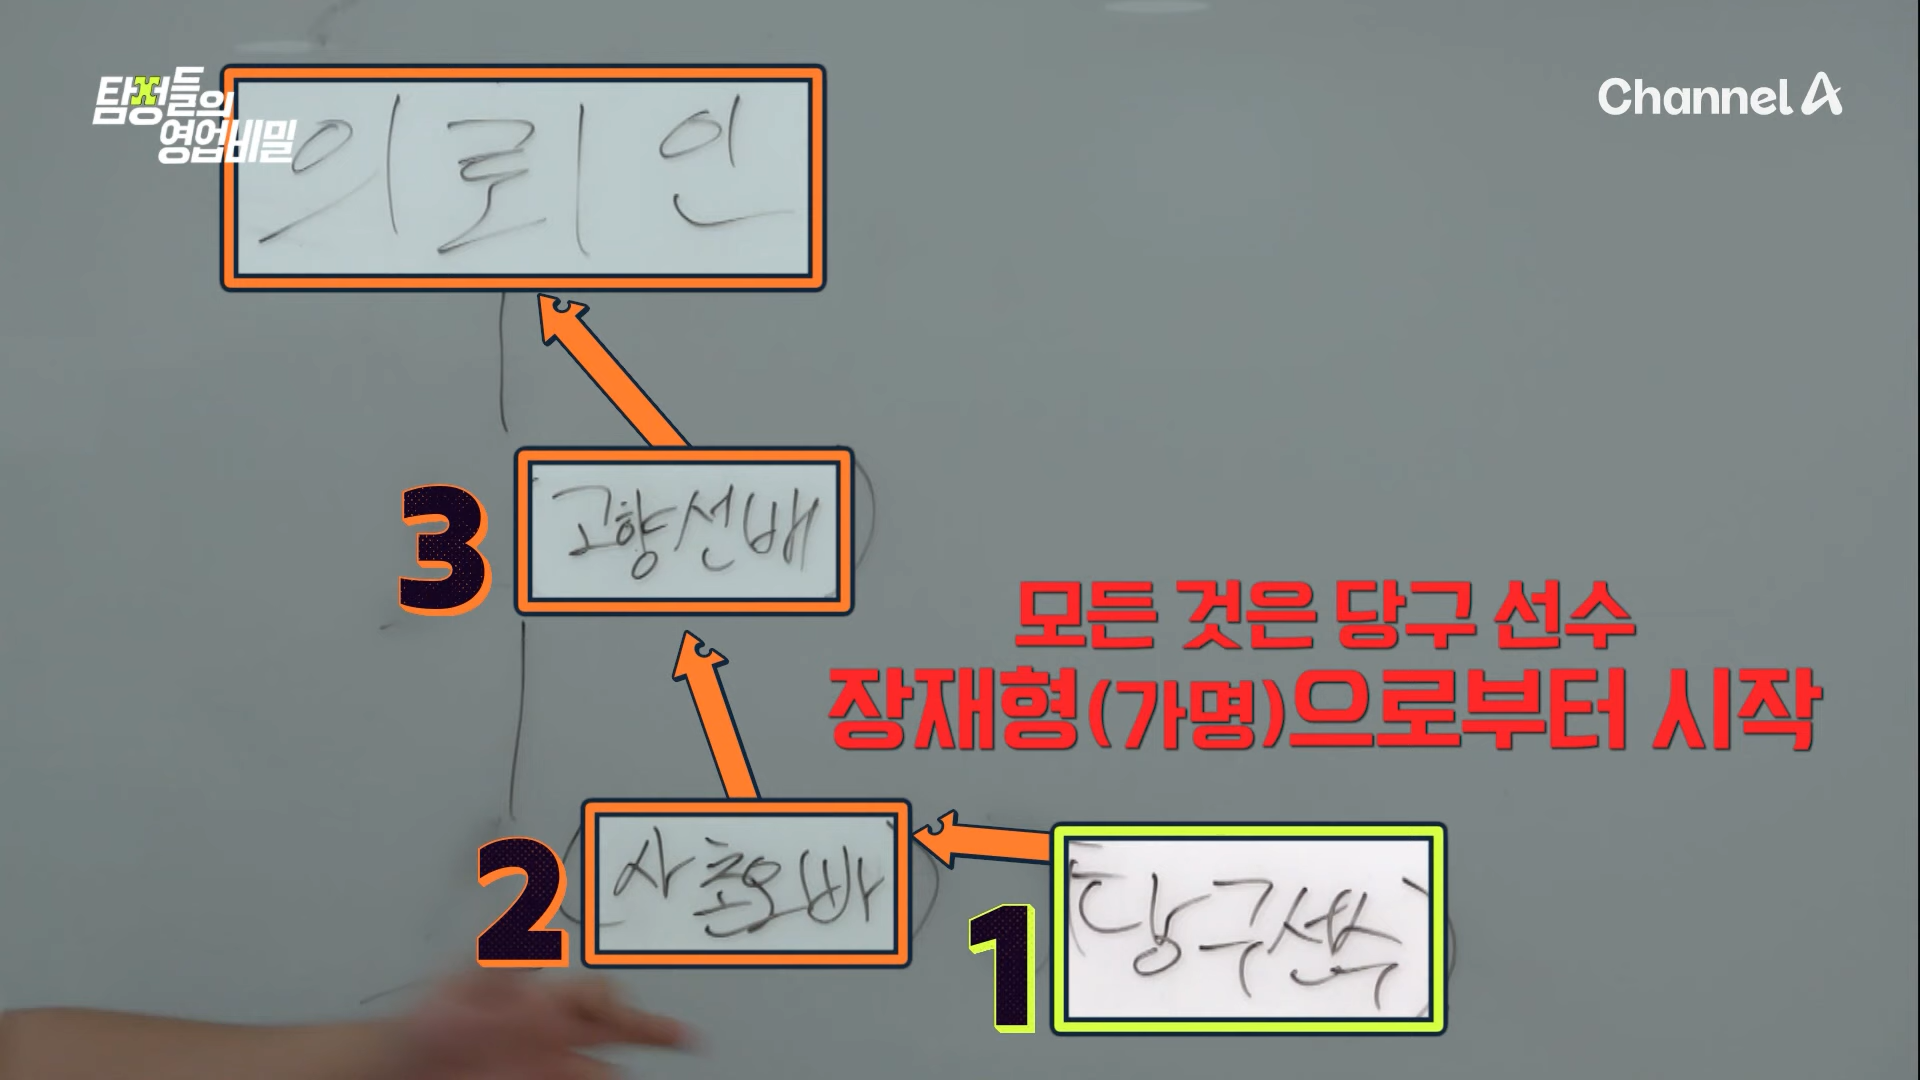 탐정들의
영업비밀
Channel A
의뢰인
3
고향선배
모든 것은 당구 선수
장재형(가명)으로부터 시작
2
사촌오빠
1
당구선수